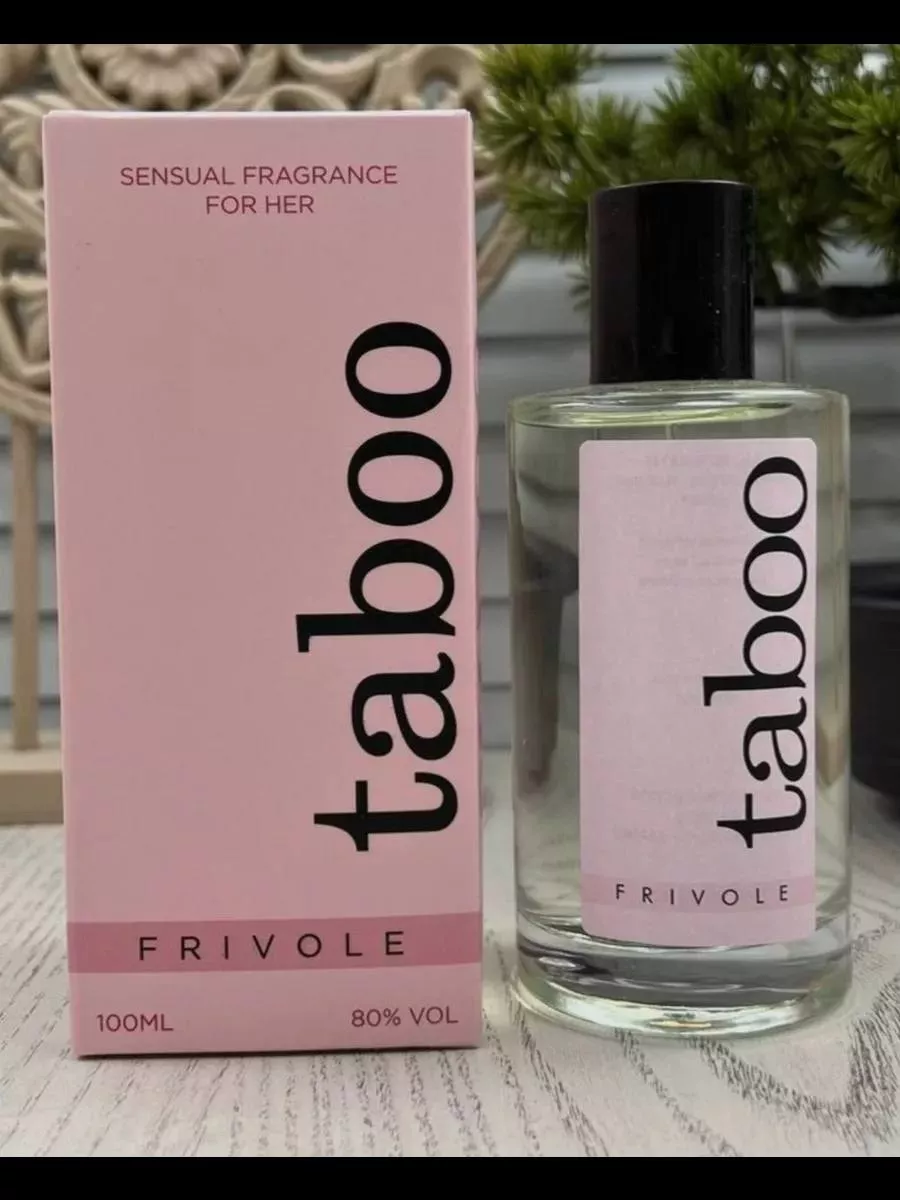 SENSUAL FRAGRANCE
FOR HER
taboo
FRIVOLE
100ML
80% VOL
taboo
FRIVOLE